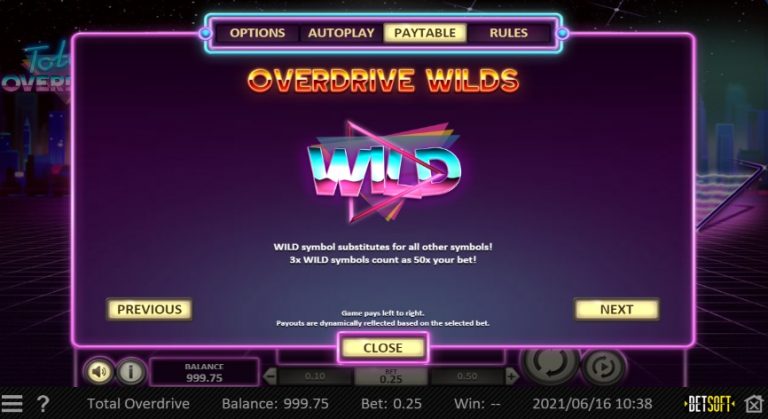 OPTIONS AUTOPLAY PAYTABLE RULES
OVERDRIVE WILDS
WILD
WILD symbol substitutes for all other symbols!
3x WILD symbols count as 50x your bet!
PREVIOUS
NEXT
Game pays left to right.
Payouts are dynamically reflected based on the selected bet.
CLOSE
BALANCE
999.75
0.10
BET
0.25
0.50
Total Overdrive Balance: 999.75 Bet: 0.25 Win: -- 2021/06/16 10:38 BETSOFT